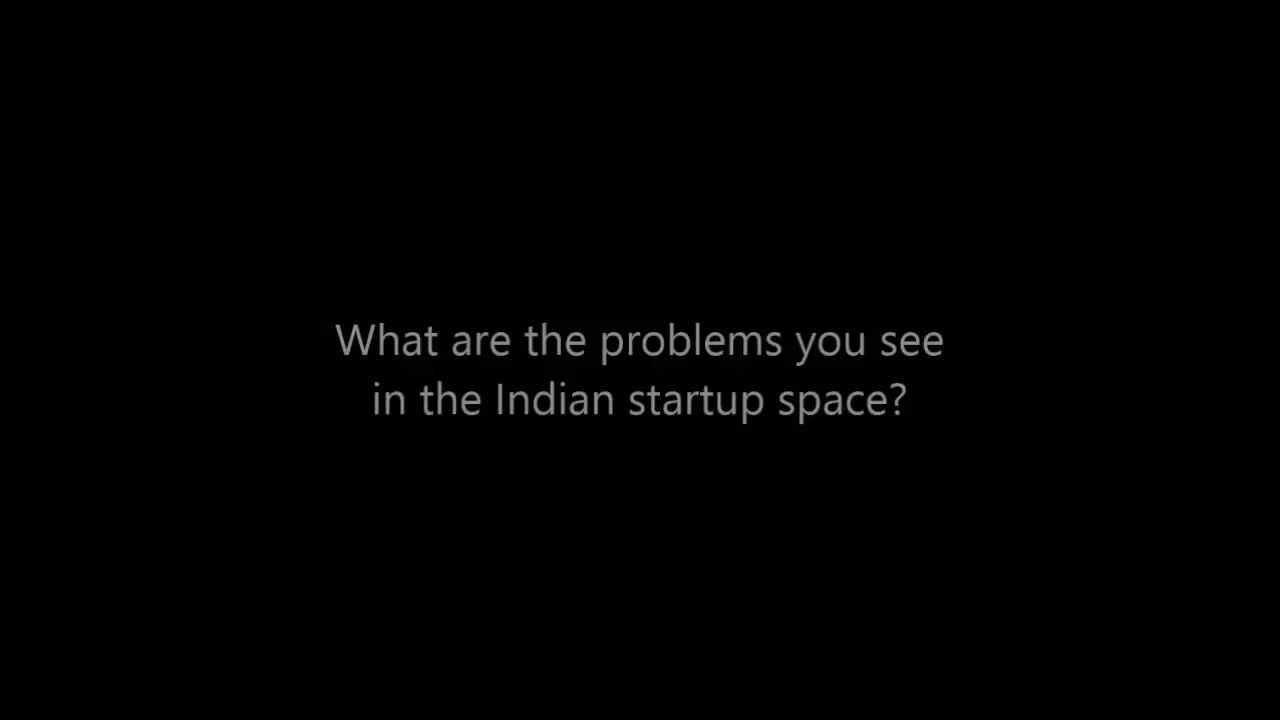 What are the problems you see
in the Indian startup space?